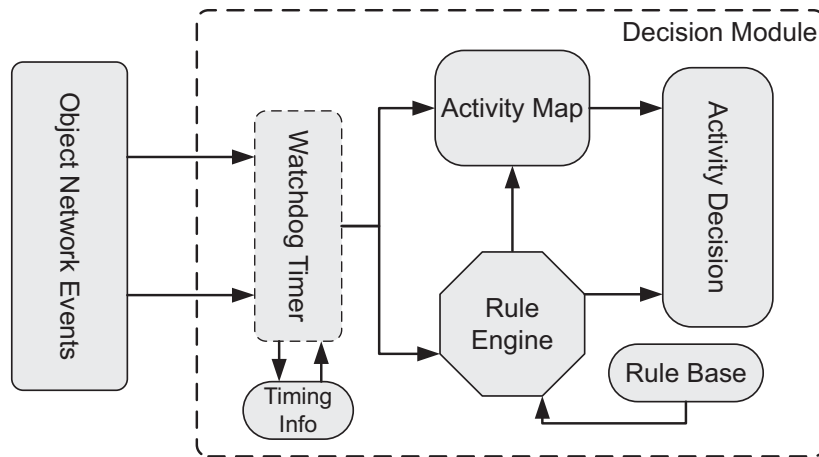 Decision Module
Object Network Events
Watchdog Timer
Activity Map
Activity Decision
Rule
Engine
Rule Base
Timing
Info